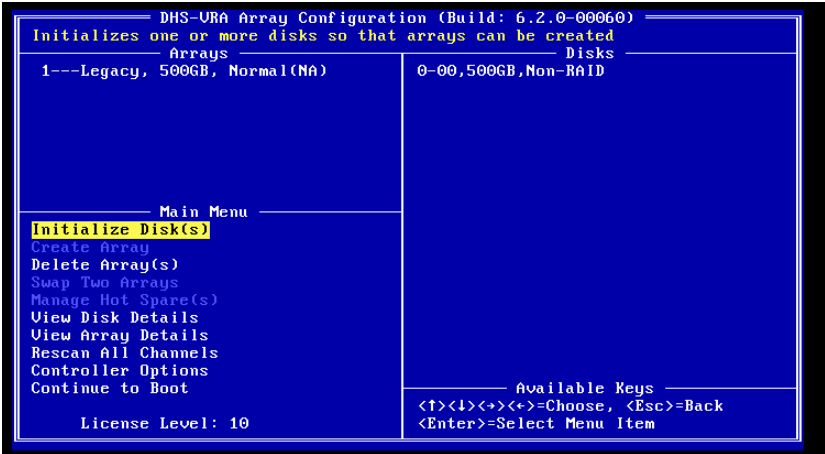 DHS-VRA Array Configurati on (Build: 6.2.0-00060)
Initializes one or more disks so that arrays can be created
Arrays
1---Legacy, 500GB, Normal(NA)
Disks
0-00,500GB,Non-RAID
Main Menu
Initialize Disk(s)
Create Array
Delete Array(s)
Swap Two Arrays
Manage Hot Spare(s)
View Disk Details
View Array Details
Rescan All Channels
Controller Options
Continue to Boot
License Level: 10
Available Keys
<↑><↓><→><←>=Choose, <Esc>=Back
<Enter>=Select Menu Item